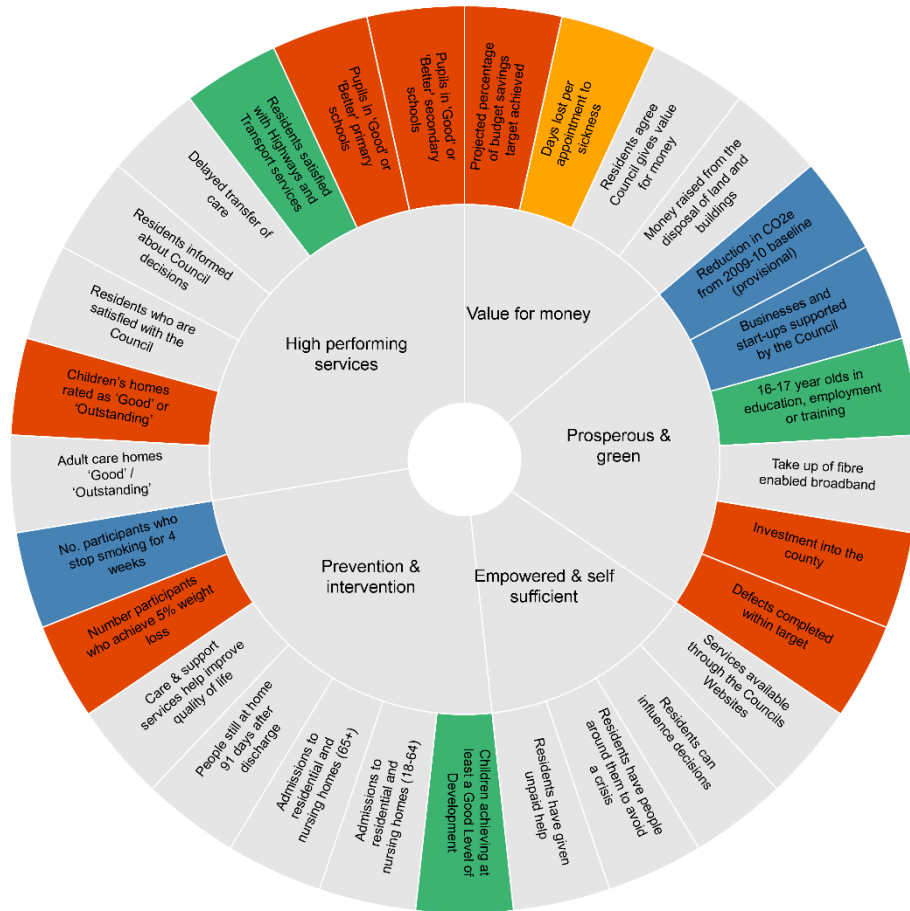 Value for money
Prosperous &
green
Empowered & self
sufficient
Prevention &
intervention
High performing
services
Projected percentage
of budget savings
target achieved
Days lost per
appointment to
sickness
Residents agree
Council gives value
for money
Money raised from the
disposal of land and
buildings
Reduction in CO2e
from 2009-10 baseline
(provisional)
Businesses and
start-ups supported
by the Council
16-17 year olds in
education, employment
or training
Take up of fibre
enabled broadband
Investment into the
county
Defects completed
within target
Services available
through the Councils
Websites
Residents can
influence decisions
Residents have people
around them to avoid
a crisis
Residents have given
unpaid help
Children achieving at
least a Good Level of
Development
Admissions to
residential and
nursing homes (18-64)
Admissions to
residential and
nursing homes (65+)
People still at home
91 days after
discharge
Care & support
services help improve
quality of life
Number participants
who achieve 5% weight
loss
No. participants who
stop smoking for 4
weeks
Adult care homes
'Good' /
'Outstanding'
Children's homes
rated as 'Good' or
'Outstanding'
Residents who are
satisfied with the
Council
Residents informed
about Council
decisions
Delayed transfer of
care
Residents satisfied
with Highways and
Transport services
Pupils in 'Good' or
'Better' primary
schools
Pupils in 'Good' or
'Better' secondary
schools